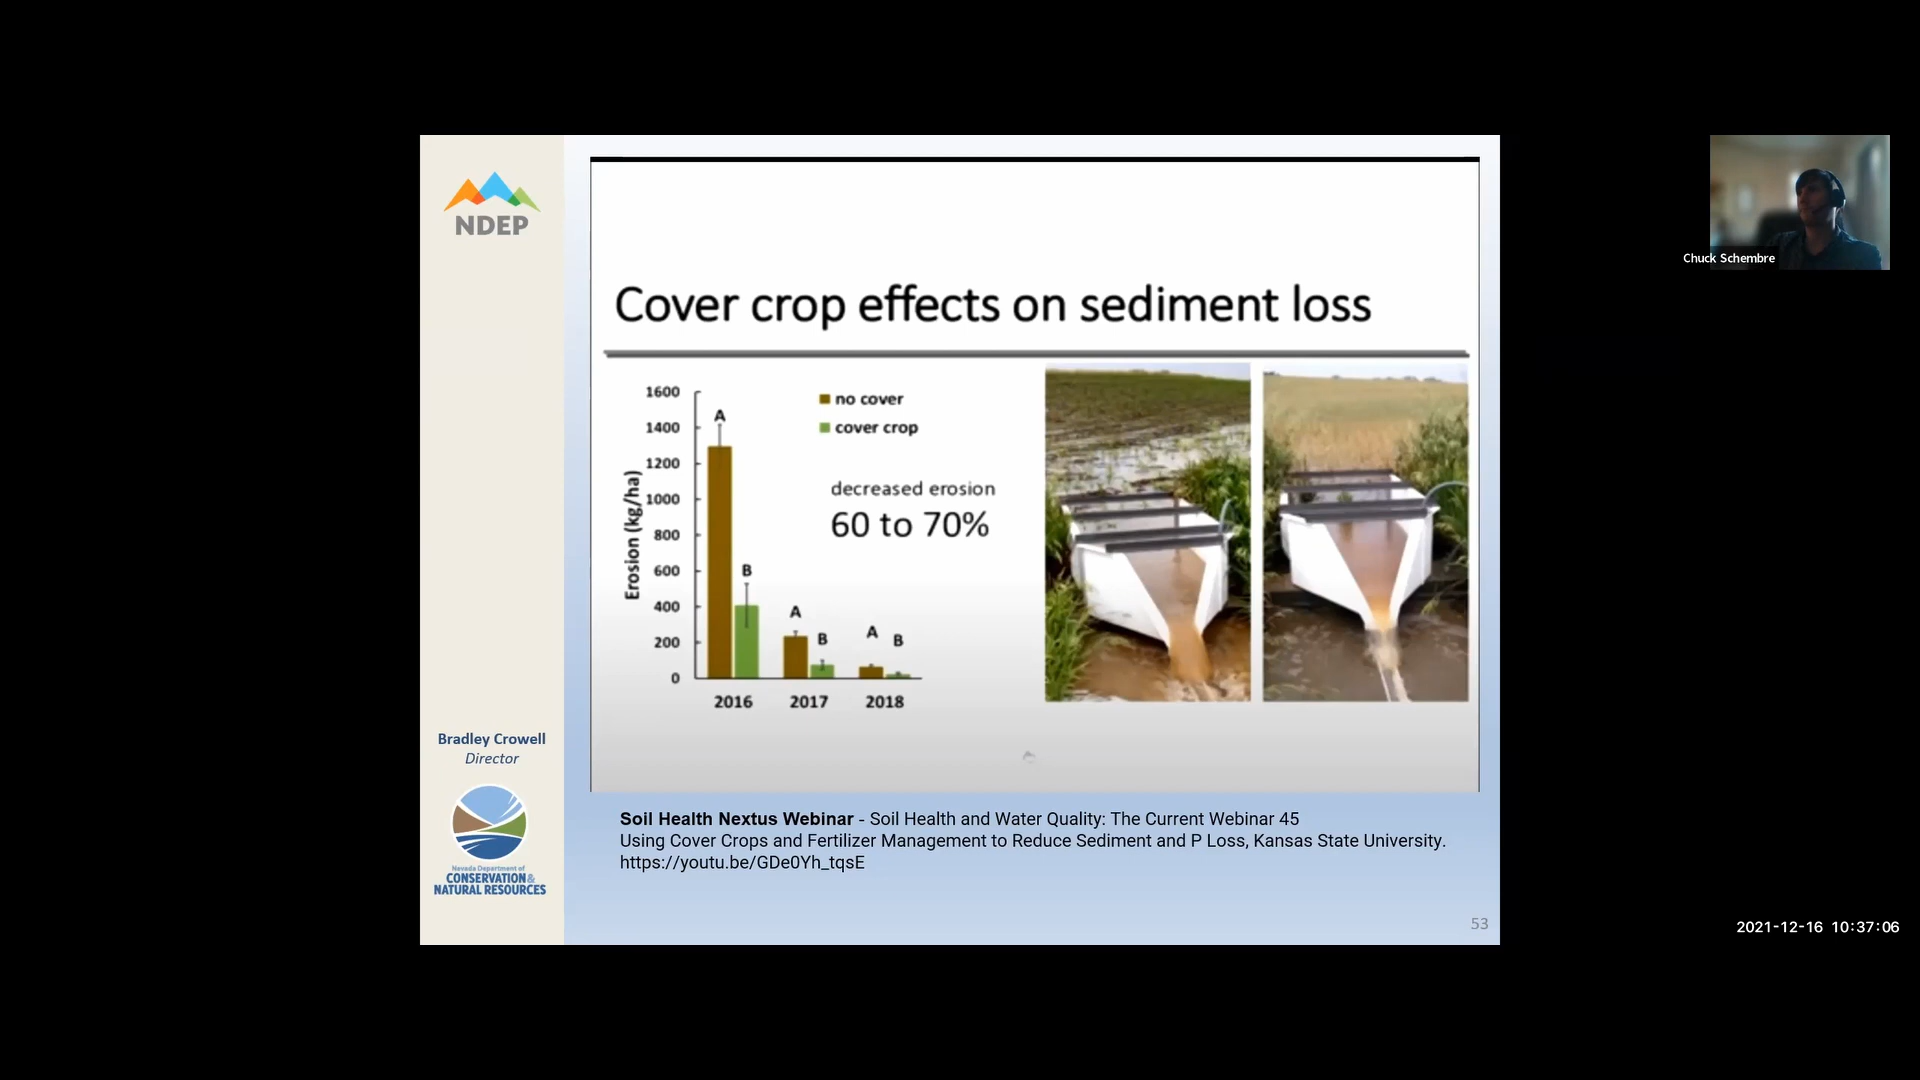 NDEP
Cover crop effects on sediment loss
1600
1400
1200
1000
800
600
400
200
0
Erosion (kg/ha)
A
B
A
B
A
B
2016
2017
2018
no cover
cover crop
decreased erosion
60 to 70%
Chuck Schembre
Bradley Crowell
Director
Nevada Department of
CONSERVATION &
NATURAL RESOURCES
Soil Health Nextus Webinar - Soil Health and Water Quality: The Current Webinar 45
Using Cover Crops and Fertilizer Management to Reduce Sediment and P Loss, Kansas State University.
https://youtu.be/GDe0Yh_tqsE
53
2021-12-16 10:37:06